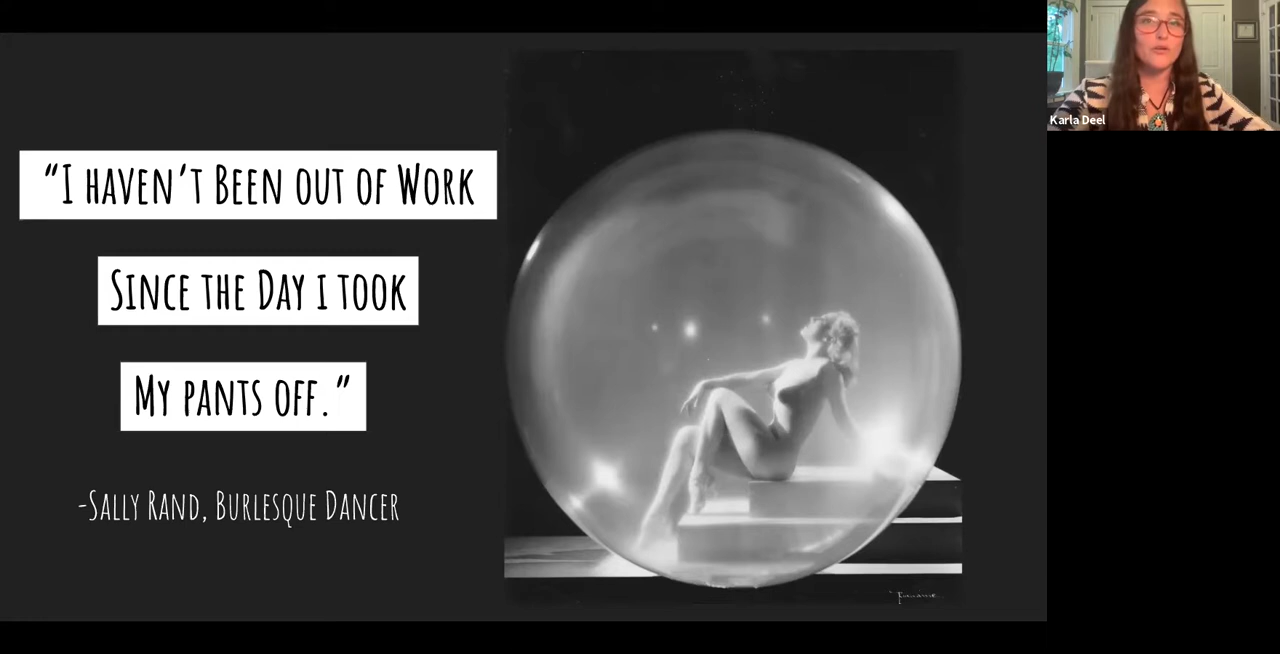 “I haven’t Been out of Work
Since the Day i took
My pants off.”
-Sally Rand, Burlesque Dancer
Karla Deel